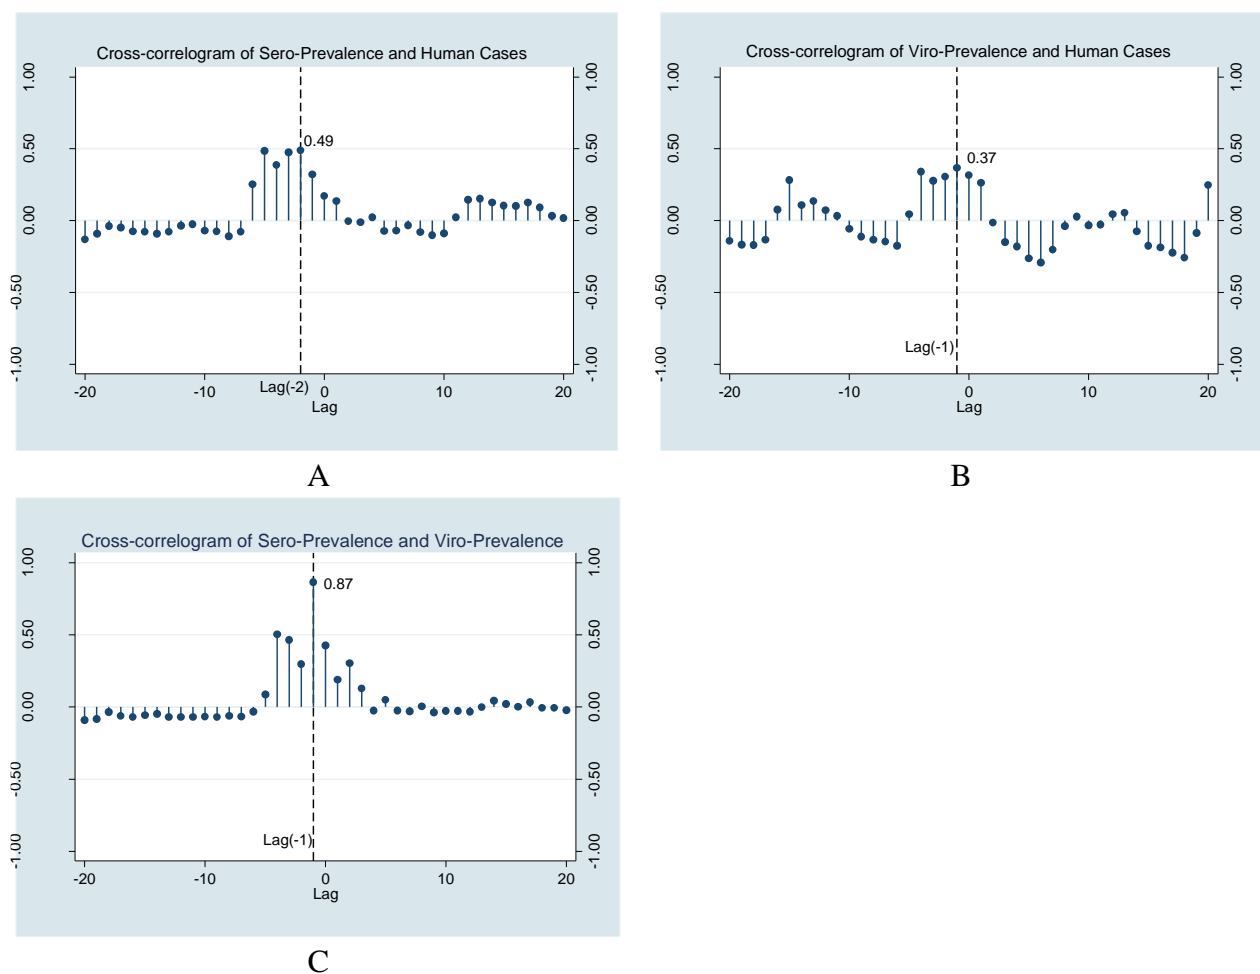 Cross-correlogram of Sero-Prevalence and Human Cases
1.00 1.00
0.50 0.49 0.50
0.00 0.00
-0.50 -0.50
-1.00 -1.00
Lag(-2)
-20 -10 0 10 20
Lag
A
Cross-correlogram of Viro-Prevalence and Human Cases
1.00 1.00
0.50 0.37 0.50
0.00 0.00
-0.50 -0.50
Lag(-1)
-1.00 -1.00
-20 -10 0 10 20
Lag
B
Cross-correlogram of Sero-Prevalence and Viro-Prevalence
1.00 1.00
0.87
0.50 0.50
0.00 0.00
-0.50 -0.50
Lag(-1)
-1.00 -1.00
-20 -10 0 10 20
Lag
C